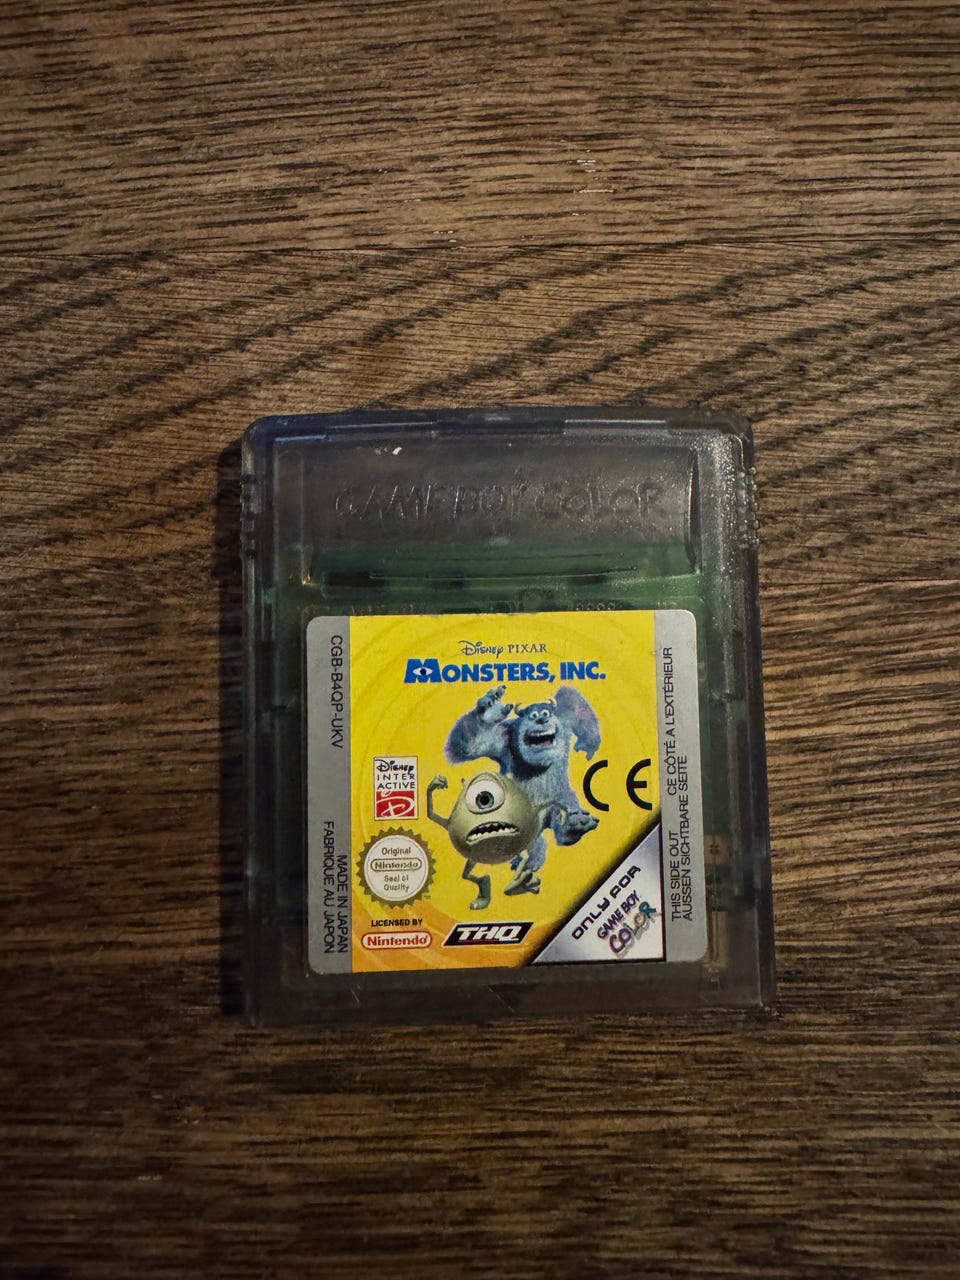 GAME BOY COLOR
DISNEY PIXAR
MONSTERS, INC.
CGB-B4QP-UKV
MADE IN JAPAN
FABRIQUE AU JAPON
DISNEY
INTER
ACTIVE
D
Original
Nintendo
Seal of
Quality
LICENSED BY
Nintendo
THQ
CE
ONLY FOR
GAME BOY
COLOR
THIS SIDE OUT CE CÔTÉ A L'EXTÉRIEUR
AUSSEN SICHTBARE SEITE